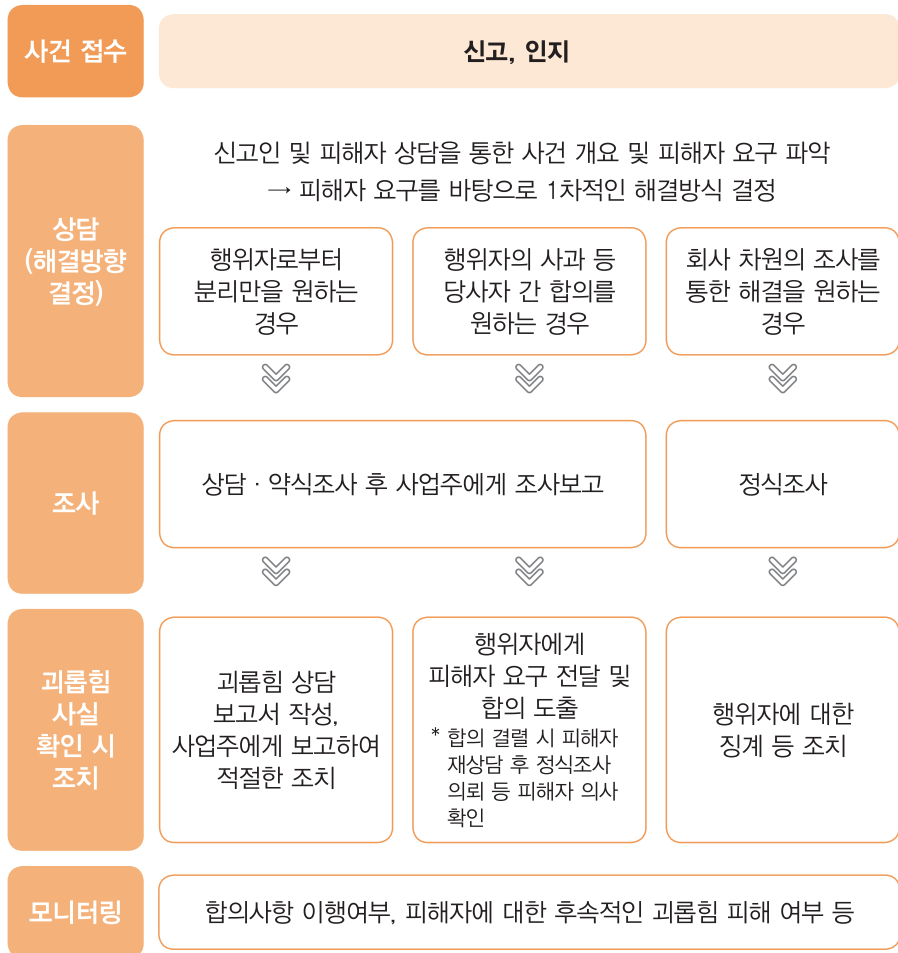 사건 접수
신고, 인지
상담
(해결방향
결정)
신고인 및 피해자 상담을 통한 사건 개요 및 피해자 요구 파악
→ 피해자 요구를 바탕으로 1차적인 해결방식 결정
행위자로부터
분리만을 원하는
경우
행위자의 사과 등
당사자 간 합의를
원하는 경우
회사 차원의 조사를
통한 해결을 원하는
경우
조사
상담 · 약식조사 후 사업주에게 조사보고
정식조사
괴롭힘
사실
확인 시
조치
괴롭힘 상담
보고서 작성,
사업주에게 보고하여
적절한 조치
행위자에게
피해자 요구 전달 및
합의 도출
* 합의 결렬 시 피해자
재상담 후 정식조사
의뢰 등 피해자 의사
확인
행위자에 대한
징계 등 조치
모니터링
합의사항 이행여부, 피해자에 대한 후속적인 괴롭힘 피해 여부 등